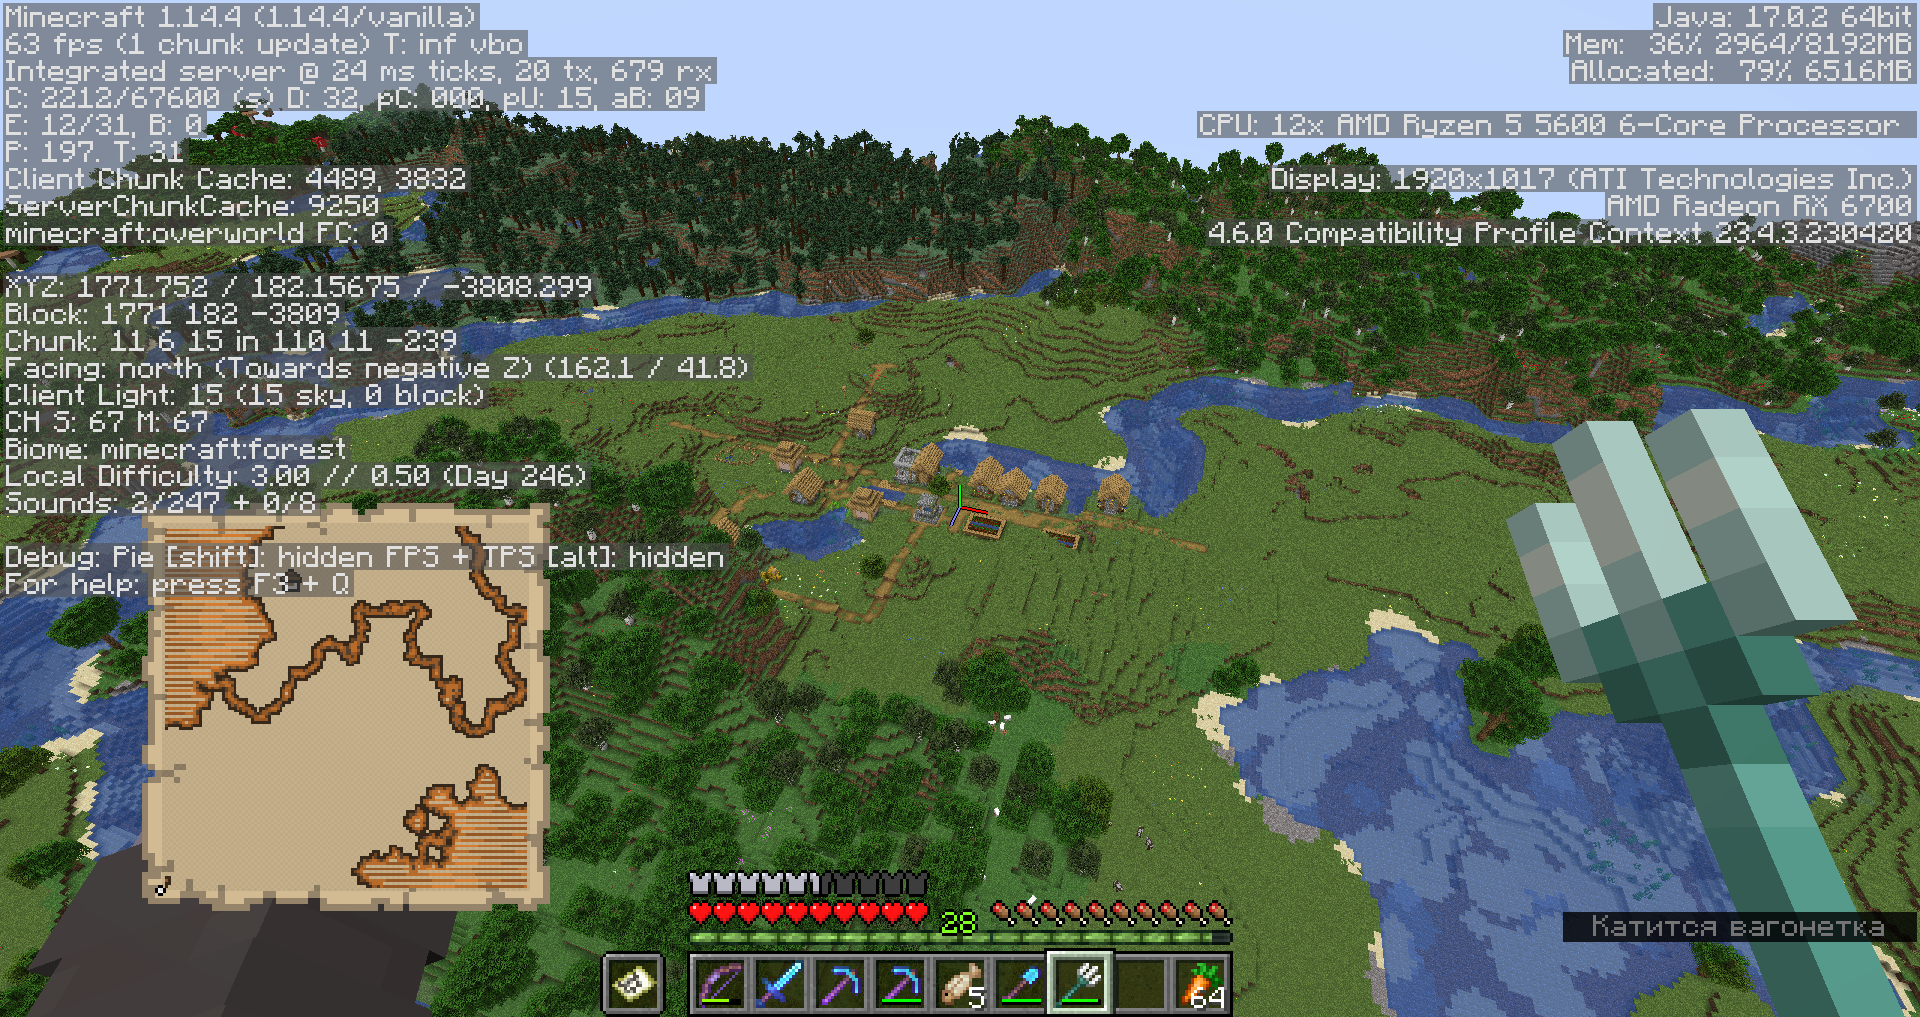 Minecraft 1.14.4 (1.14.4/vanilla)
63 fps (1 chunk update) T: inf vbo
Integrated server @ 24 ms ticks, 20 tx, 679 rx
C: 2212/67600 (s) D: 32, pC: 000, pU: 15, aB: 09
E: 12/31, B: 0
P: 197. T: 31
Client Chunk Cache: 4489, 3832
ServerChunkCache: 9250
minecraft:overworld FC: 0
XYZ: 1771.752 / 182.15675 / -3808.299
Block: 1771 182 -3809
Chunk: 11 6 15 in 110 11 -239
Facing: north (Towards negative Z) (162.1 / 41.8)
Client Light: 15 (15 sky, 0 block)
CH S: 67 M: 67
Biome: minecraft:forest
Local Difficulty: 3.00 // 0.50 (Day 246)
Sounds: 2/247 + 0/8
Debug: Pie [shift]: hidden FPS + TPS [alt]: hidden
For help: press F3 + Q
Java: 17.0.2 64bit
Mem: 36% 2964/8192MB
Allocated: 79% 6516MB
CPU: 12x AMD Ryzen 5 5600 6-Core Processor
Display: 1920x1017 (ATI Technologies Inc.)
AMD Radeon RX 6700
4.6.0 Compatibility Profile Context 23.4.3.230420
Катится вагонетка
28
5
64